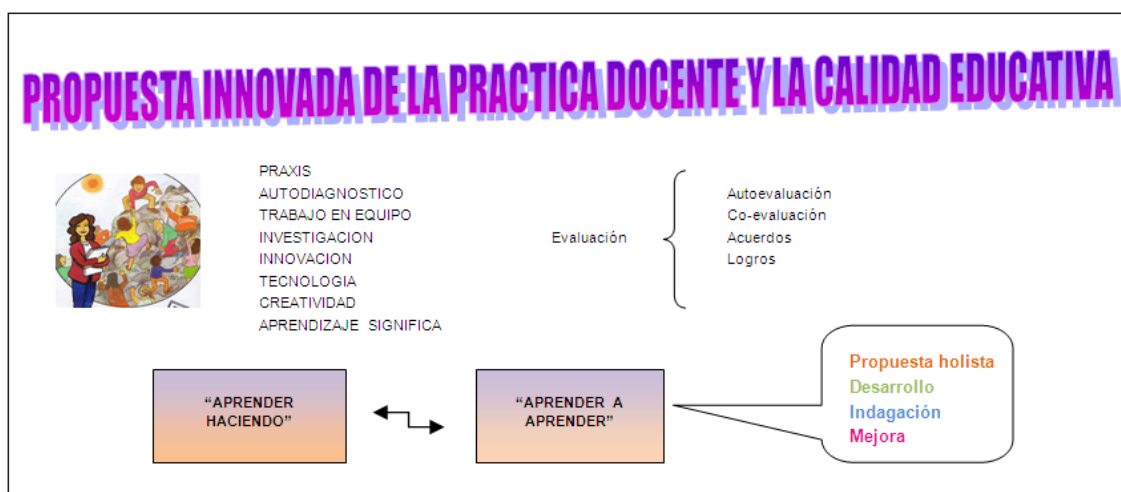 PROPUESTA INNOVADA DE LA PRACTICA DOCENTE Y LA CALIDAD EDUCATIVA
PRAXIS
AUTODIAGNOSTICO
TRABAJO EN EQUIPO
INVESTIGACION
INNOVACION
TECNOLOGIA
CREATIVIDAD
APRENDIZAJE SIGNIFICA
Evaluación
Autoevaluación
Co-evaluación
Acuerdos
Logros
“APRENDER
HACIENDO”
“APRENDER A
APRENDER”
Propuesta holista
Desarrollo
Indagación
Mejora